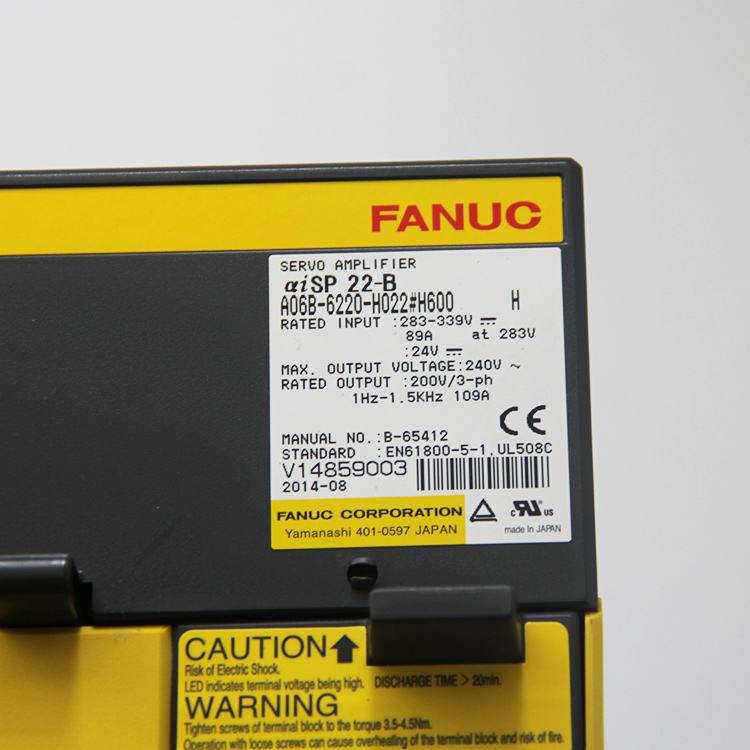 FANUC
SERVO AMPLIFIER
αiSP 22-B
A06B-6220-H022#H600 H
RATED INPUT :283-339V ⎓
89A at 283V
:24V ⎓
MAX. OUTPUT VOLTAGE:240V ~
RATED OUTPUT :200V/3-ph
1Hz-1.5KHz 109A
CE
MANUAL NO.:B-65412
STANDARD :EN61800-5-1,UL508C
V14859003
2014-08
FANUC CORPORATION
Yamanashi 401-0597 JAPAN
c RU US
made in JAPAN
CAUTION
Risk of Electric Shock.
LED indicates terminal voltage being high. DISCHARGE TIME > 20min.
WARNING
Tighten screws of terminal block to the torque 3.5-4.5Nm.
Operation with loose screws can cause overheating of the terminal block and risk of fire.